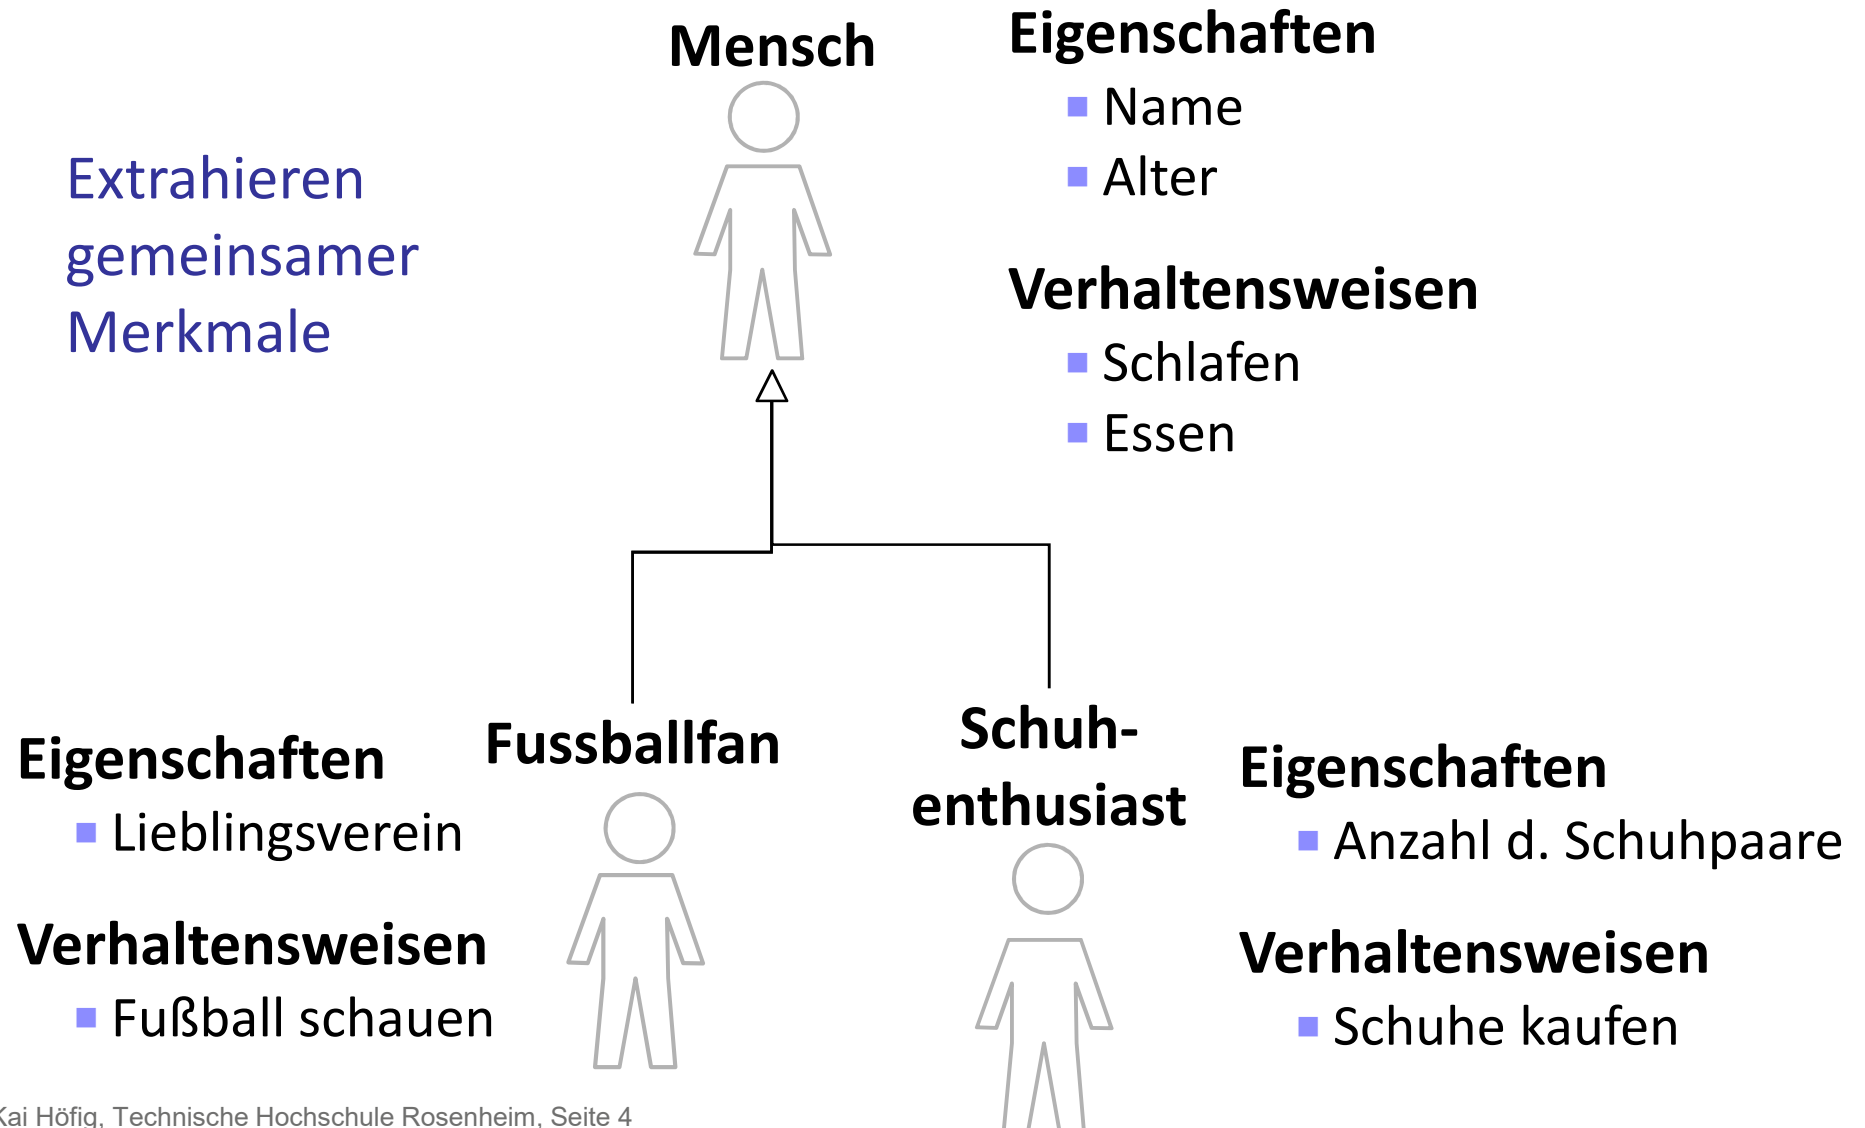 Mensch
Eigenschaften
Name
Alter
Extrahieren
gemeinsamer
Merkmale
Verhaltensweisen
Schlafen
Essen
Eigenschaften
Lieblingsverein
Verhaltensweisen
Fußball schauen
Fussballfan
Schuh-
enthusiast
Eigenschaften
Anzahl d. Schuhpaare
Verhaltensweisen
Schuhe kaufen
Kai Höfig, Technische Hochschule Rosenheim, Seite 4